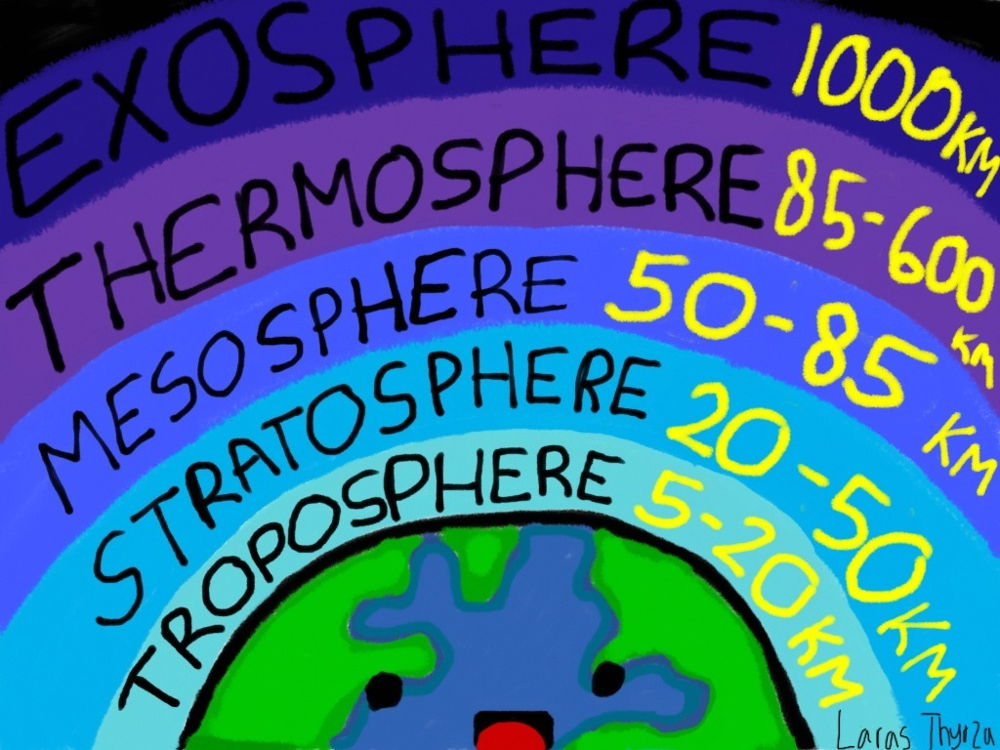 EXOSPHERE 1000KM
THERMOSPHERE 85-600 KM
MESOSPHERE 50-85 KM
STRATOSPHERE 20-50KM
TROPOSPHERE 5-20KM
Laras Thyrza